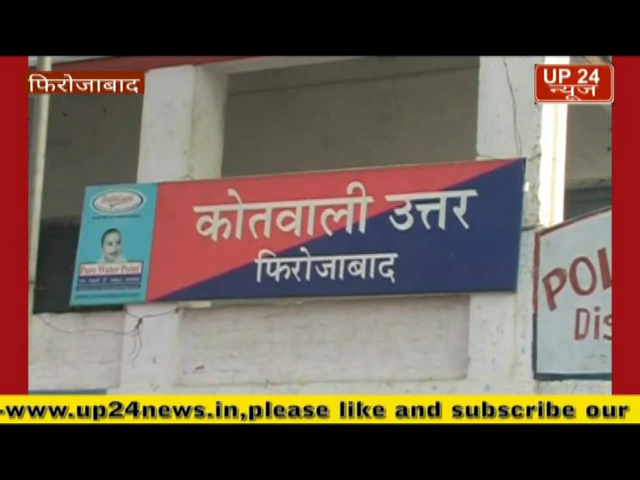 फिरोजाबाद
UP 24
न्यूज
कोतवाली उत्तर
फिरोजाबाद
Pure Water Point
POL
Dis
-www.up24news.in,please like and subscribe our